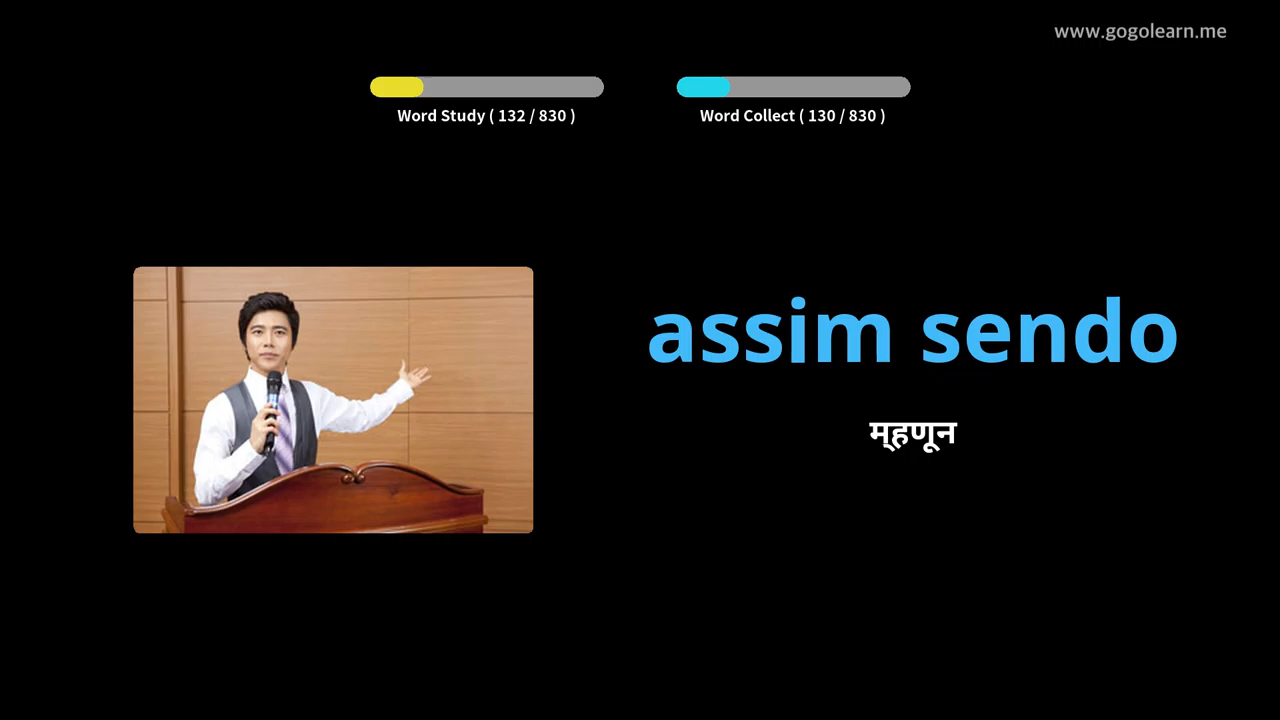 www.gogolearn.me
Word Study ( 132 / 830 )
Word Collect ( 130 / 830 )
assim sendo
म्हणून